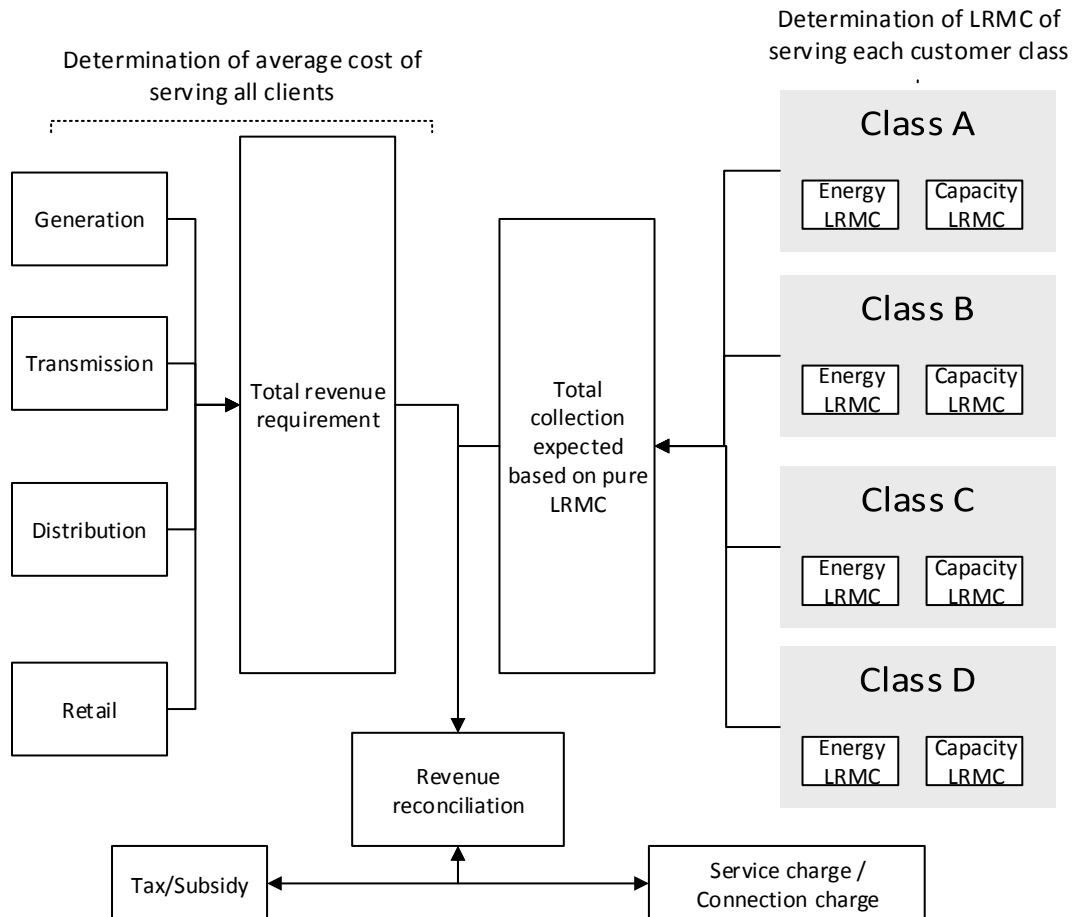 Determination of average cost of
serving all clients
Determination of LRMC of
serving each customer class
Generation
Transmission
Distribution
Retail
Total revenue
requirement
Total
collection
expected
based on pure
LRMC
Class A
Energy
LRMC
Capacity
LRMC
Class B
Energy
LRMC
Capacity
LRMC
Class C
Energy
LRMC
Capacity
LRMC
Class D
Energy
LRMC
Capacity
LRMC
Revenue
reconciliation
Tax/Subsidy
Service charge /
Connection charge